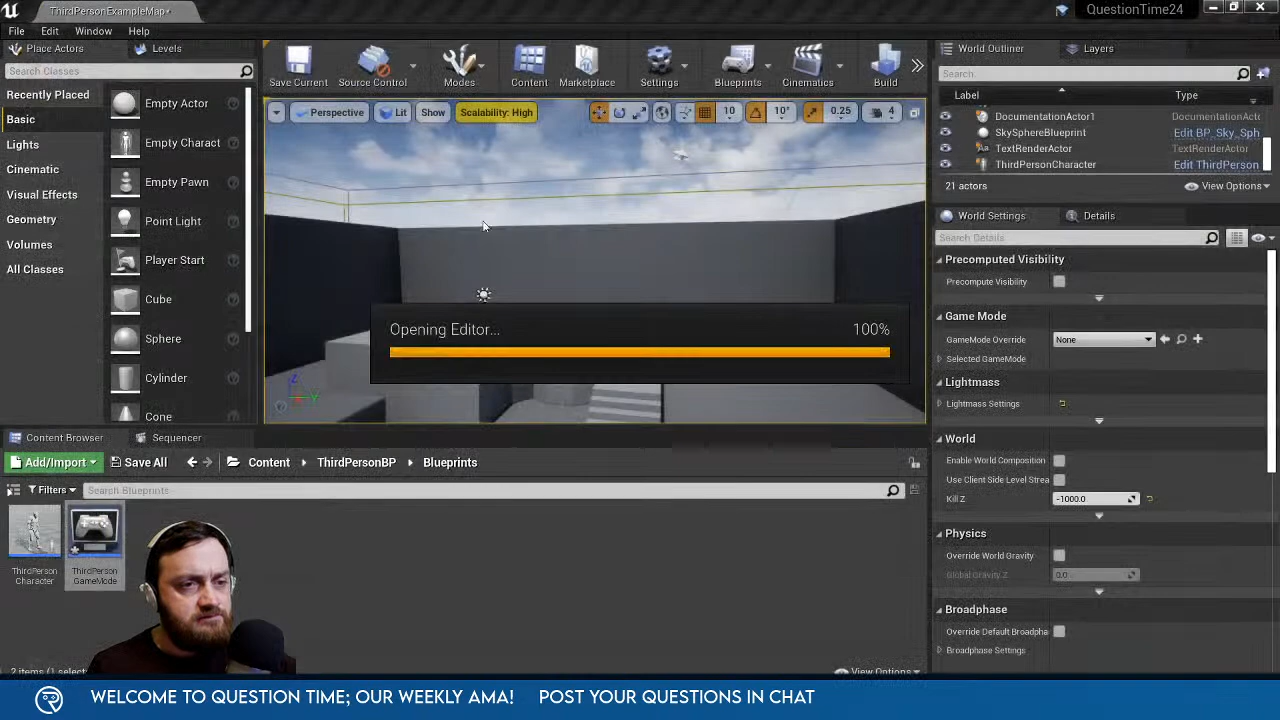 ThirdPersonExampleMap*
QuestionTime24
File Edit Window Help
Place Actors Levels
Search Classes
Recently Placed
Basic
Lights
Cinematic
Visual Effects
Geometry
Volumes
All Classes
Empty Actor
Empty Charact
Empty Pawn
Point Light
Player Start
Cube
Sphere
Cylinder
Cone
Save Current Source Control Modes Content Marketplace Settings Blueprints Cinematics Build
Perspective Lit Show Scalability: High 10 10° 0.25 4
Opening Editor... 100%
Z
Y
World Outliner Layers
Search.
Label Type
DocumentationActor1 DocumentationAct
SkySphereBlueprint Edit BP_Sky_Sph
TextRenderActor TextRenderActor
ThirdPersonCharacter Edit ThirdPerson
21 actors View Options
World Settings Details
Search Details
Precomputed Visibility
Precompute Visibility
Game Mode
GameMode Override None
Selected GameMode
Lightmass
Lightmass Settings
World
Enable World Composition
Use Client Side Level Strea
Kill Z -1000.0
Physics
Override World Gravity
Global Gravity Z 0.0
Broadphase
Override Default Broadpha
Broadphase Settings
Content Browser Sequencer
Add/Import Save All Content ThirdPersonBP Blueprints
Filters Search Blueprints
ThirdPerson
Character
ThirdPerson
GameMode
2 items (1 select
View Options
WELCOME TO QUESTION TIME; OUR WEEKLY AMA! POST YOUR QUESTIONS IN CHAT